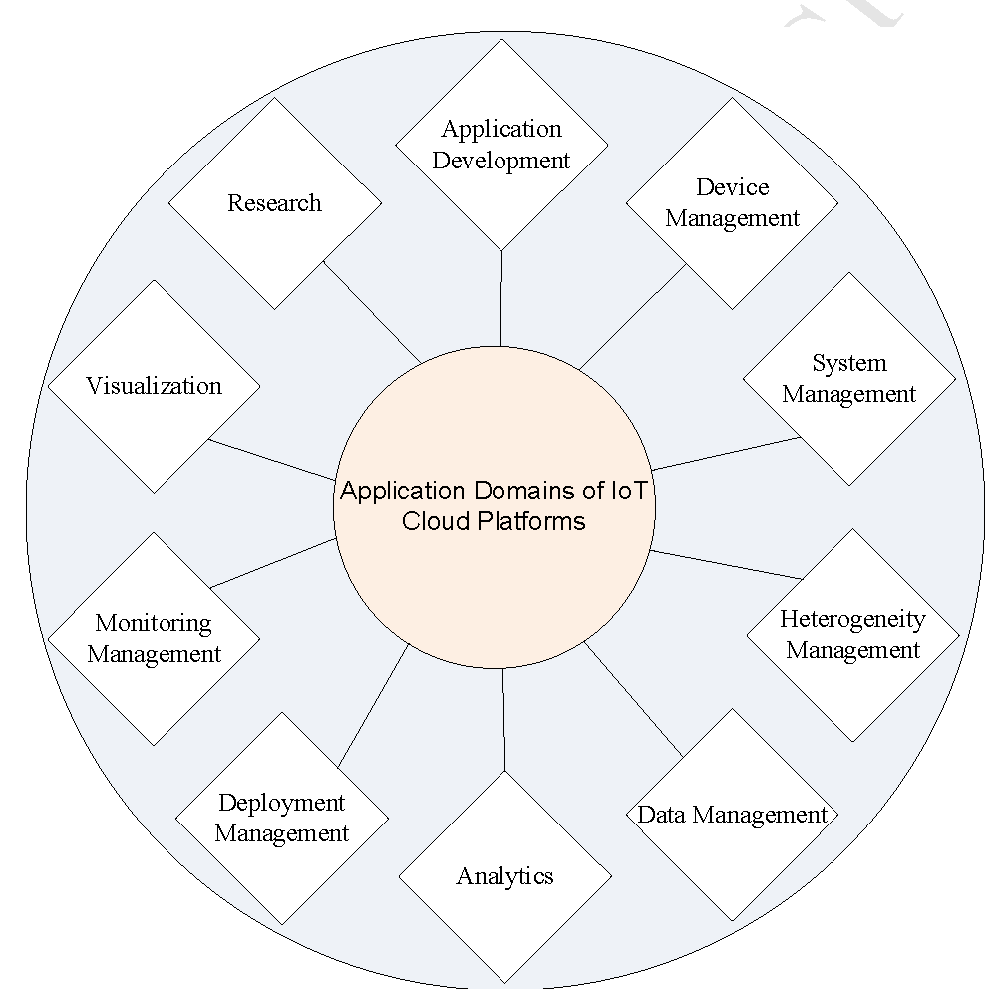 Application
Development
Device
Management
Research
System
Management
Visualization
Application Domains of IoT
Cloud Platforms
Heterogeneity
Management
Monitoring
Management
Data Management
Deployment
Management
Analytics